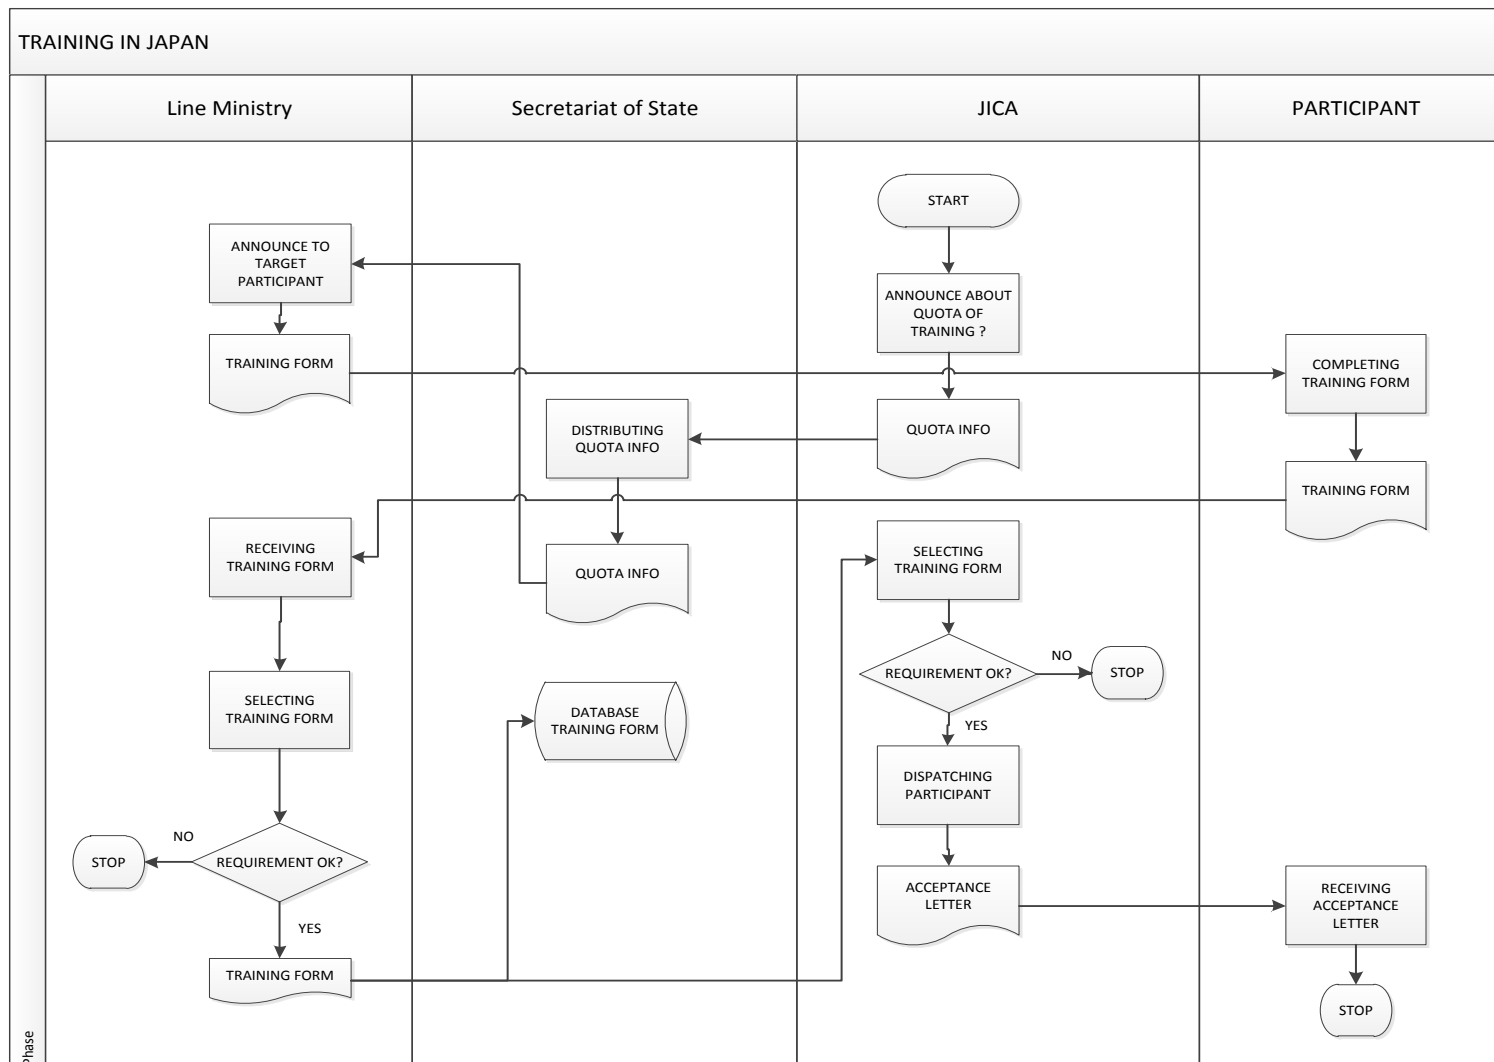 TRAINING IN JAPAN
Line Ministry
Secretariat of State
JICA
PARTICIPANT
START
ANNOUNCE TO
TARGET
PARTICIPANT
ANNOUNCE ABOUT
QUOTA OF
TRAINING ?
TRAINING FORM
COMPLETING
TRAINING FORM
DISTRIBUTING
QUOTA INFO
QUOTA INFO
TRAINING FORM
RECEIVING
TRAINING FORM
QUOTA INFO
SELECTING
TRAINING FORM
REQUIREMENT OK?
NO
STOP
YES
SELECTING
TRAINING FORM
DATABASE
TRAINING FORM
DISPATCHING
PARTICIPANT
NO
STOP
REQUIREMENT OK?
YES
ACCEPTANCE
LETTER
RECEIVING
ACCEPTANCE
LETTER
TRAINING FORM
STOP
Phase